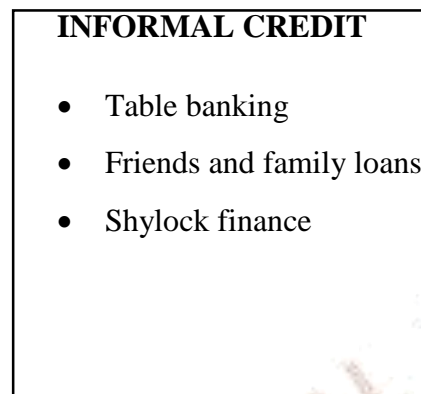 INFORMAL CREDIT
• Table banking
• Friends and family loans
• Shylock finance